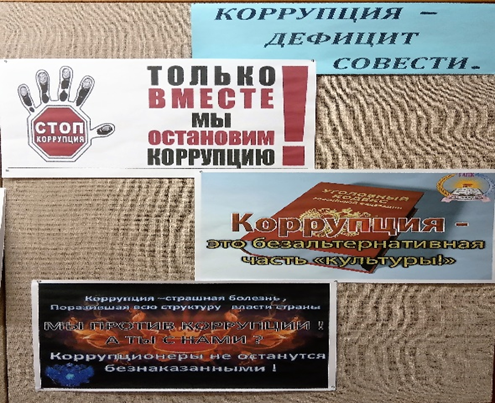 КОРРУПЦИЯ –
ДЕФИЦИТ
СОВЕСТИ.
СТОП
КОРРУПЦИЯ
ТОЛЬКО
ВМЕСТЕ
МЫ
ОСТАНОВИМ
КОРРУПЦИЮ !
УГОЛОВНЫЙ
КОДЕКС
Коррупция -
это безальтернативная
часть «культуры!»
Коррупция –страшная болезнь,
Поразившая всю структуру власти страны
МЫ ПРОТИВ КОРРУПЦИИ !
А ТЫ С НАМИ ?
Коррупционеры не останутся
безнаказанными !